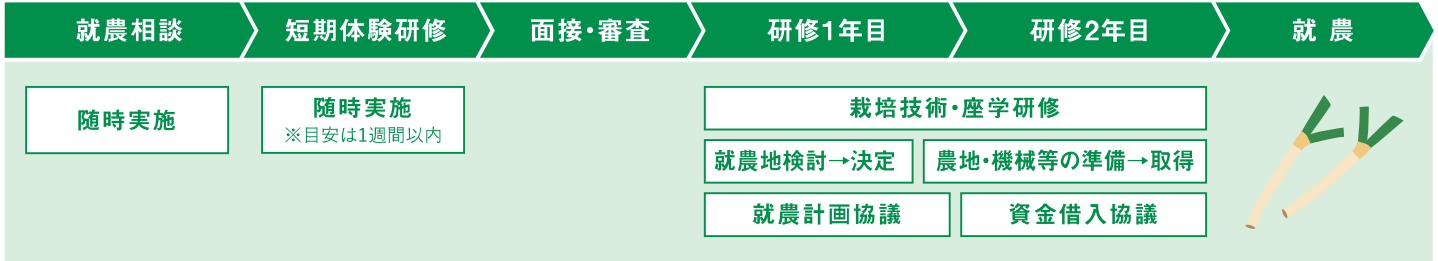 就農相談
短期体験研修
面接・審査
研修1年目
研修2年目
就農
随時実施
随時実施
※目安は1週間以内
栽培技術・座学研修
就農地検討→決定
農地・機械等の準備→取得
就農計画協議
資金借入協議